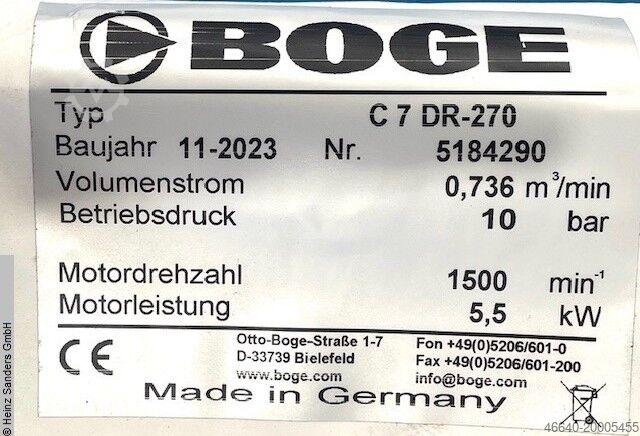 BOGE
Typ C 7 DR-270
Baujahr 11-2023 Nr. 5184290
Volumenstrom 0,736 m³/min
Betriebsdruck 10 bar
Motordrehzahl 1500 min⁻¹
Motorleistung 5,5 kW
CE
Otto-Boge-Straße 1-7
D-33739 Bielefeld
www.boge.com
Fon +49(0)5206/601-0
Fax +49(0)5206/601-200
info@boge.com
Made in Germany
© Heinz Sanders GmbH
46640-20005455